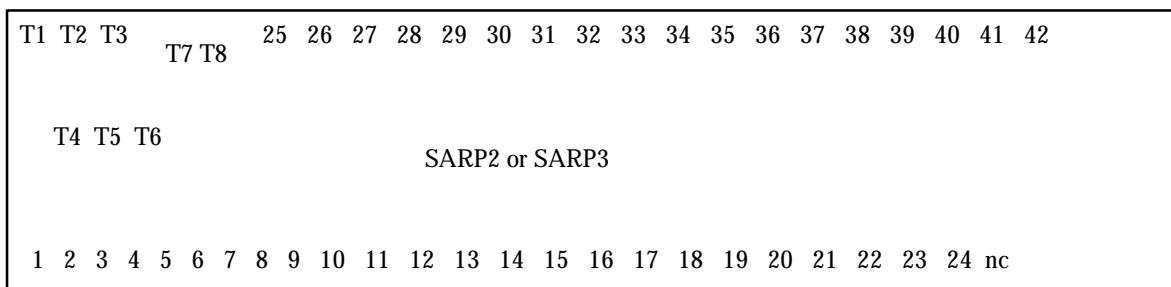 T1 T2 T3 25 26 27 28 29 30 31 32 33 34 35 36 37 38 39 40 41 42
T7 T8
T4 T5 T6
SARP2 or SARP3
1 2 3 4 5 6 7 8 9 10 11 12 13 14 15 16 17 18 19 20 21 22 23 24 nc